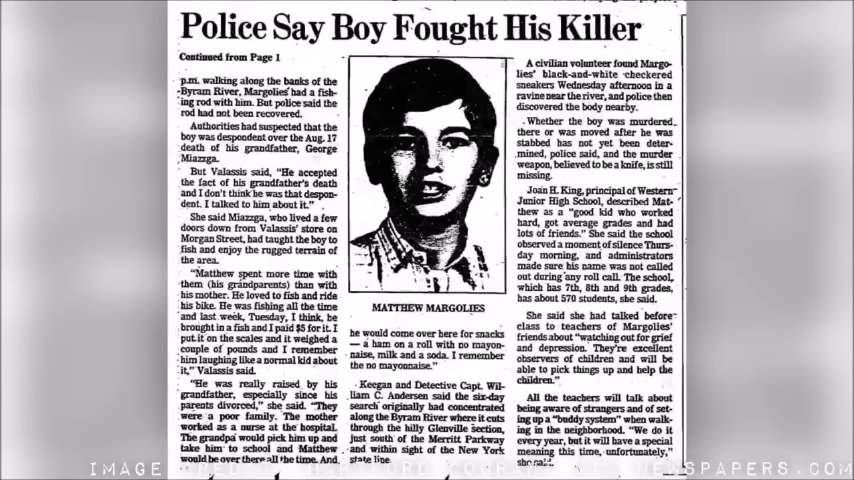 Police Say Boy Fought His Killer
Continued from Page 1
p.m. walking along the banks of the
Byram River, Margolies had a fish-
ing rod with him. But police said the
rod had not been recovered.
Authorities had suspected that the
boy was despondent over the Aug. 17
death of his grandfather, George
Miazzga.
But Valassis said, "He accepted
the fact of his grandfather's death
and I don't think he was that despon-
dent. I talked to him about it."
She said Miazzga, who lived a few
doors down from Valassis' store on
Morgan Street, had taught the boy to
fish and enjoy the rugged terrain of
the area.
"Matthew spent more time with
them (his grandparents) than with
his mother. He loved to fish and ride
his bike. He was fishing all the time
and last week, Tuesday, I think, he
brought in a fish and I paid $5 for it. I
put it on the scales and it weighed a
couple of pounds and I remember
him laughing like a normal kid about
it," Valassis said.
"He was really raised by his
grandfather, especially since his
parents divorced," she said. "They
were a poor family. The mother
worked as a nurse at the hospital.
The grandpa would pick him up and
take him to school and Matthew
would be over there all the time. And
MATTHEW MARGOLIES
he would come over here for snacks
— a ham on a roll with no mayon-
naise, milk and a soda. I remember
the no mayonnaise."
Keegan and Detective Capt. Wil-
liam C. Andersen said the six-day
search originally had concentrated
along the Byram River where it cuts
through the hilly Glenville section,
just south of the Merritt Parkway
and within sight of the New York
state line.
A civilian volunteer found Margo-
lies' black-and-white checkered
sneakers Wednesday afternoon in a
ravine near the river, and police then
discovered the body nearby.
Whether the boy was murdered
there or was moved after he was
stabbed has not yet been deter-
mined, police said, and the murder
weapon, believed to be a knife, is still
missing.
Joan H. King, principal of Western
Junior High School, described Mat-
thew as a "good kid who worked
hard, got average grades and had
lots of friends." She said the school
observed a moment of silence Thurs-
day morning, and administrators
made sure his name was not called
out during any roll call. The school,
which has 7th, 8th and 9th grades,
has about 570 students, she said.
She said she had talked before
class to teachers of Margolies'
friends about "watching out for grief
and depression. They're excellent
observers of children and will be
able to pick things up and help the
children."
All the teachers will talk about
being aware of strangers and of set-
ing up a "buddy system" when walk-
ing in the neighborhood. "We do it
every year, but it will have a special
meaning this time, unfortunately,"
she said.
IMAGE NEWSPAPERS.COM